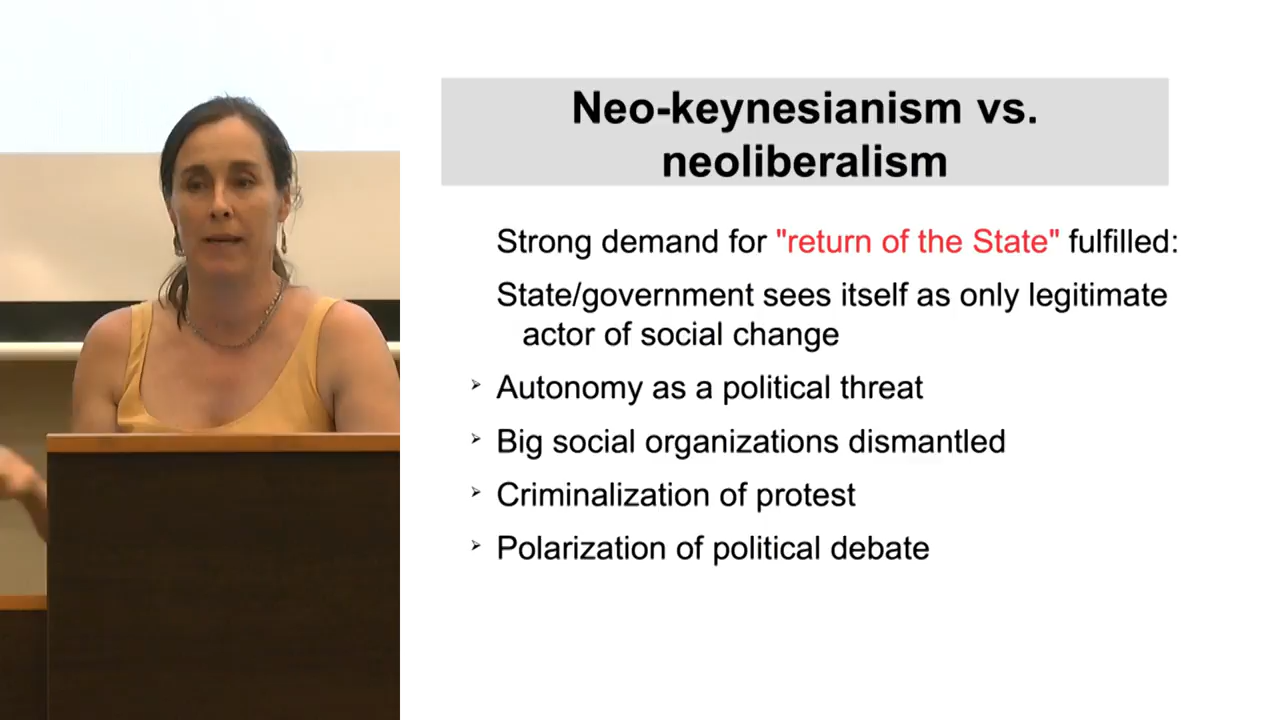 Neo-keynesianism vs.
neoliberalism
Strong demand for "return of the State" fulfilled:
State/government sees itself as only legitimate
actor of social change
➢ Autonomy as a political threat
➢ Big social organizations dismantled
➢ Criminalization of protest
➢ Polarization of political debate